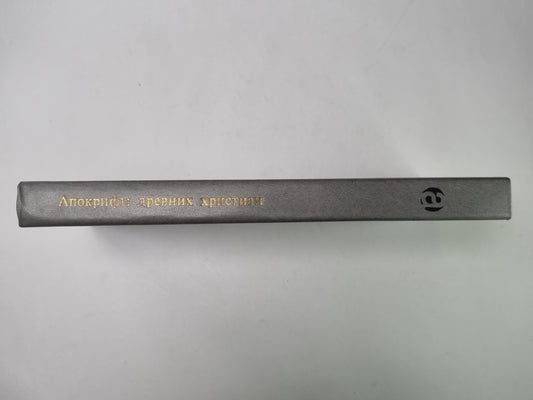 Апокрифы древних христиан
а